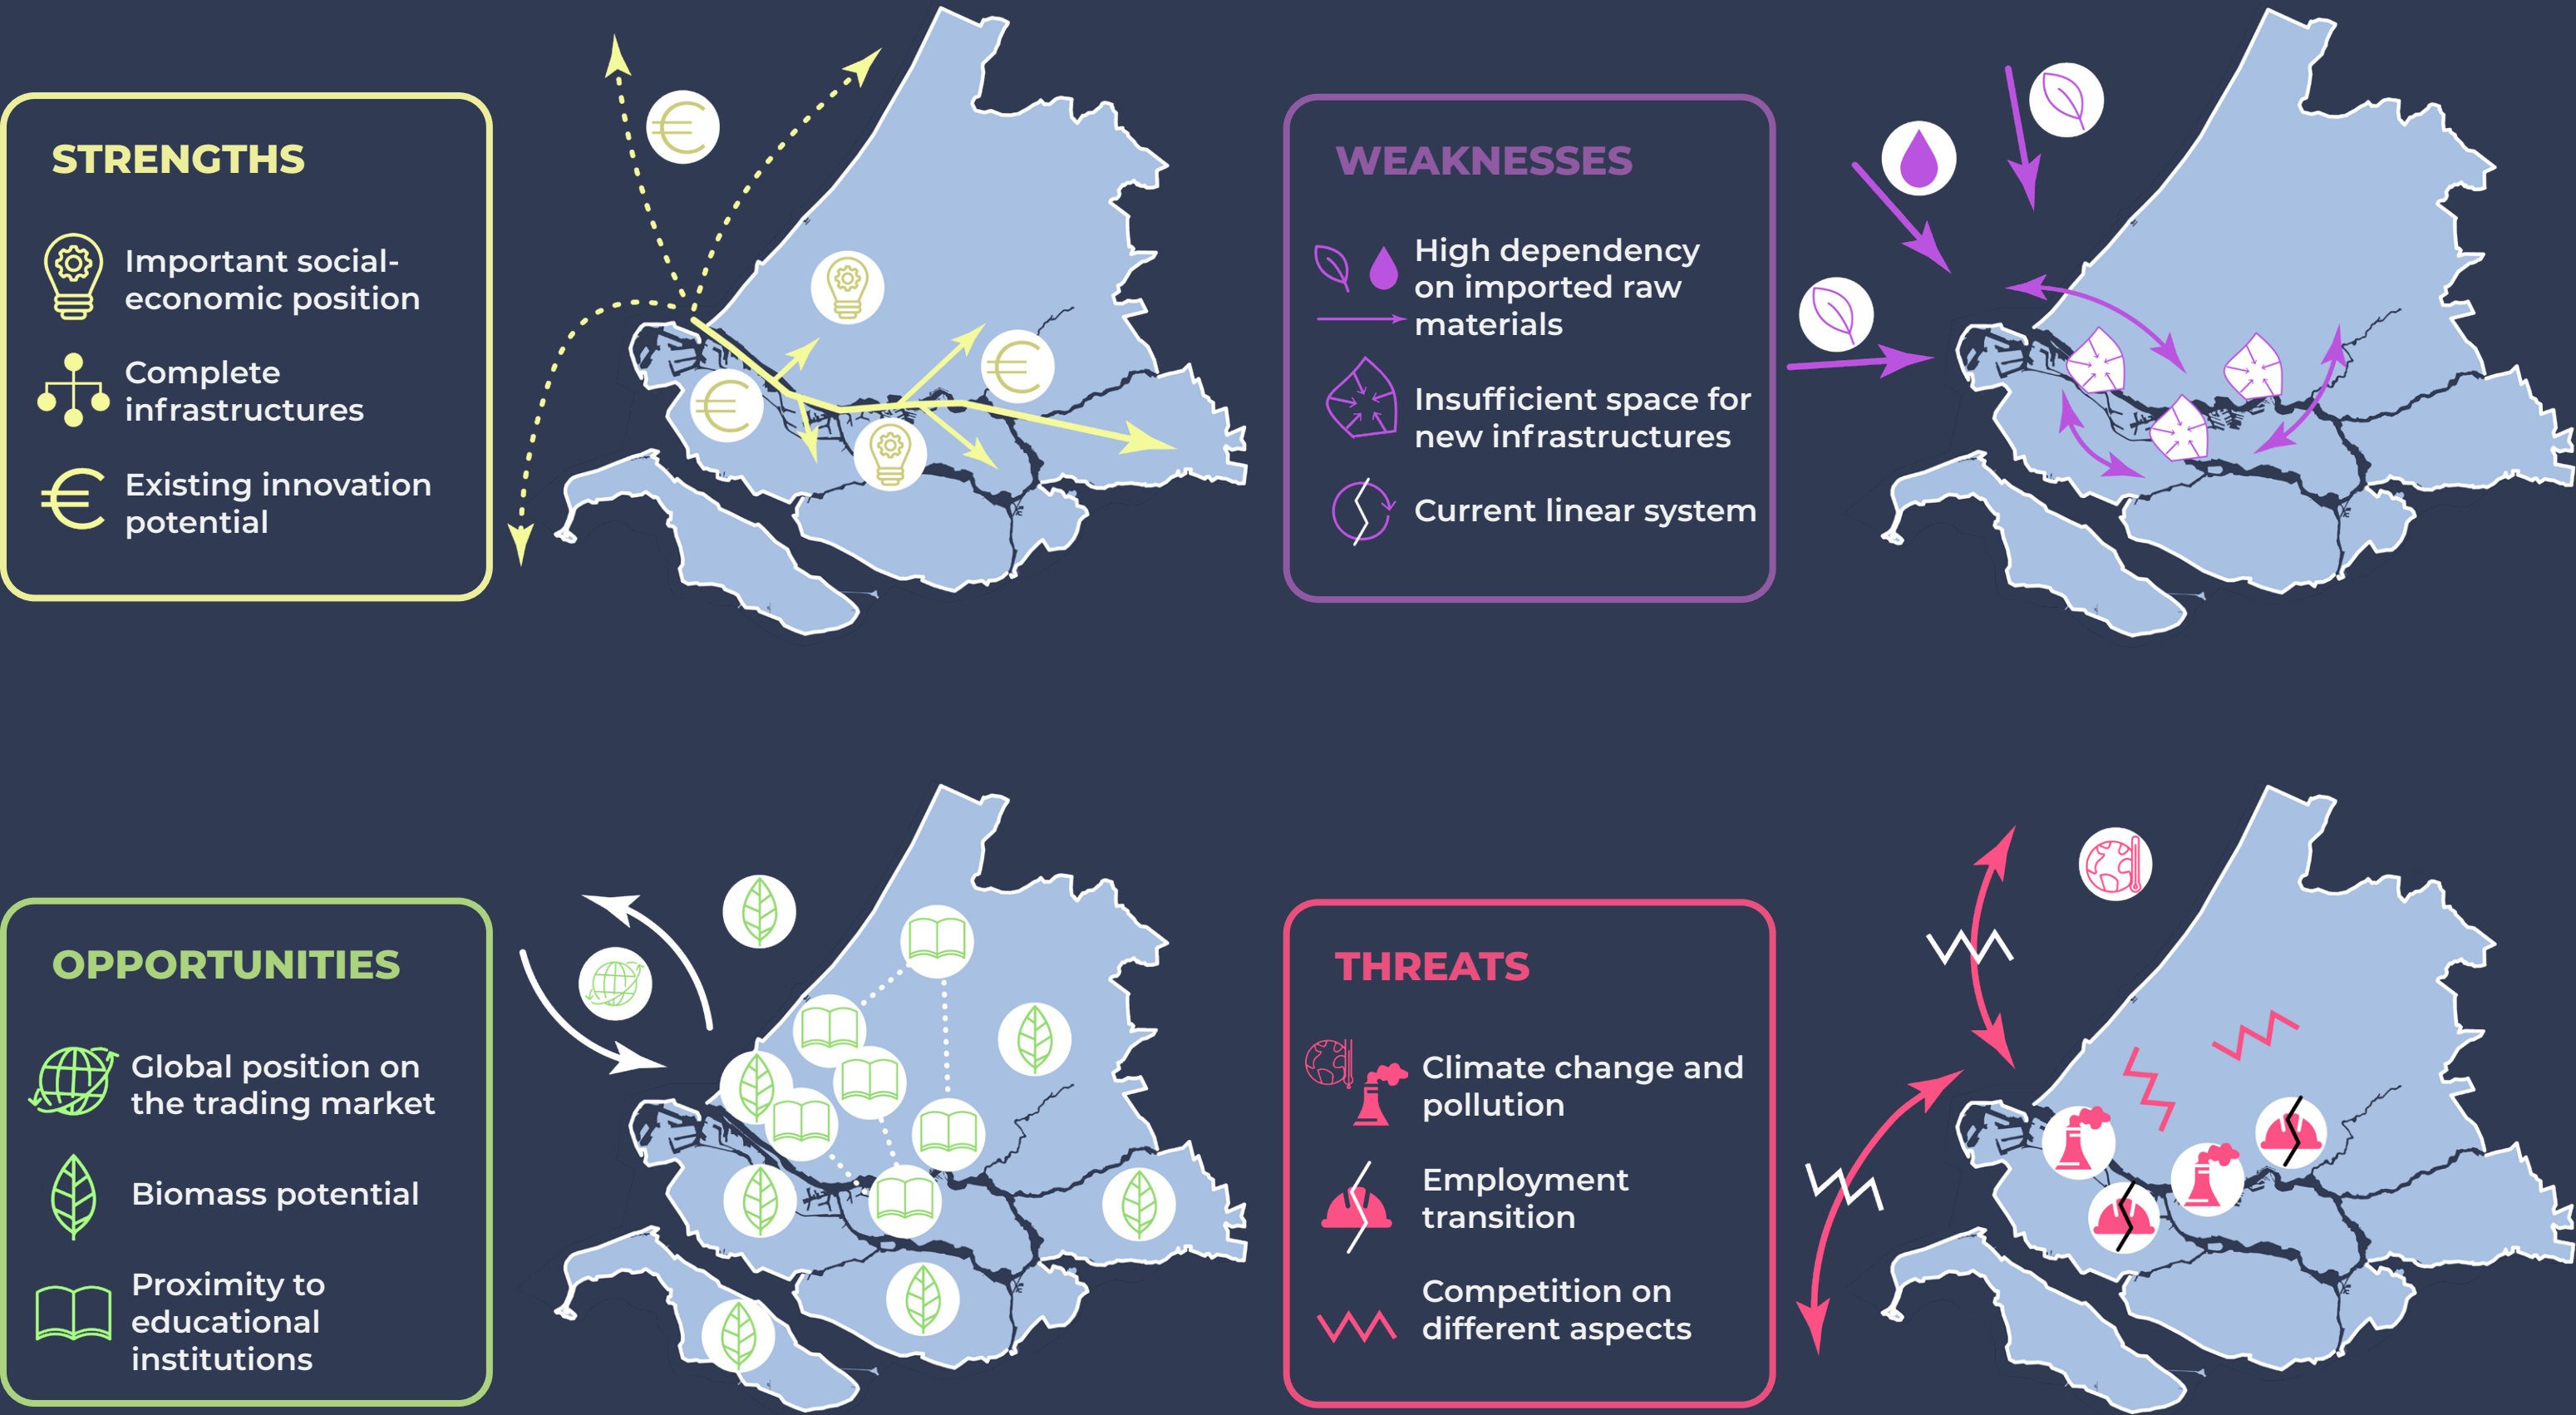 STRENGTHS
Important social-
economic position
Complete
infrastructures
Existing innovation
potential
WEAKNESSES
High dependency
on imported raw
materials
Insufficient space for
new infrastructures
Current linear system
OPPORTUNITIES
Global position on
the trading market
Biomass potential
Proximity to
educational
institutions
THREATS
Climate change and
pollution
Employment
transition
Competition on
different aspects